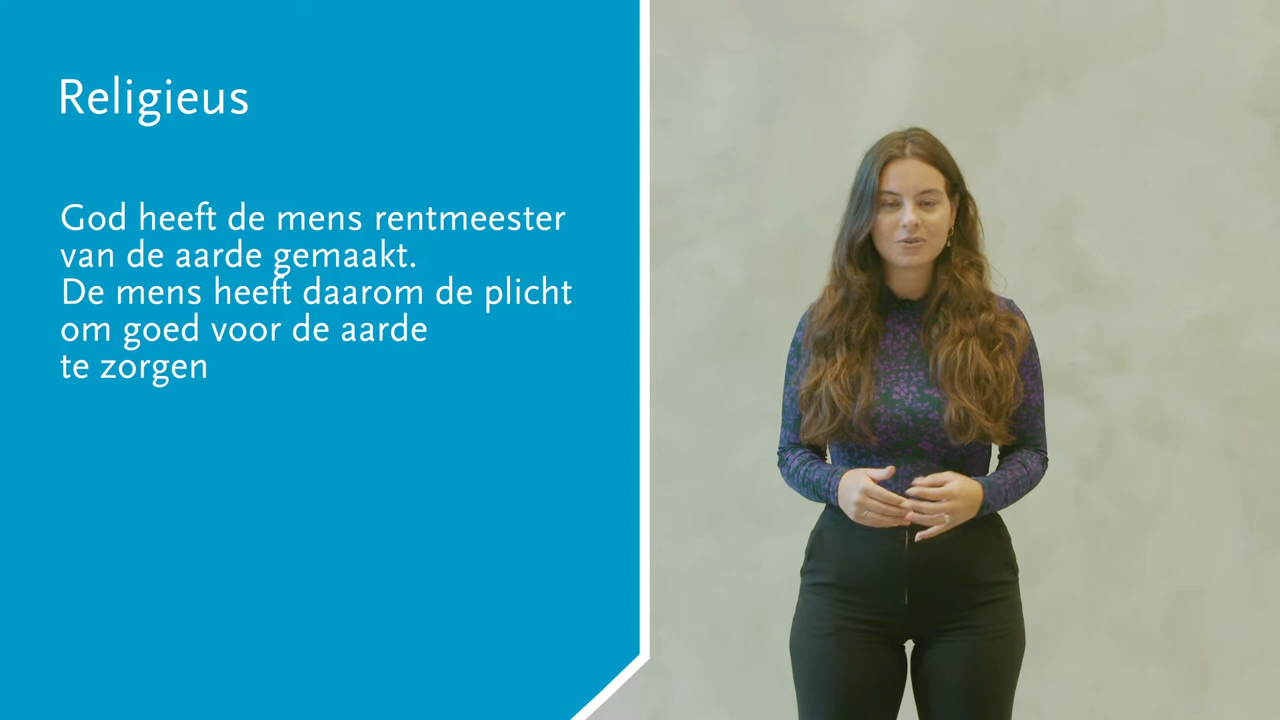 Religieus
God heeft de mens rentmeester
van de aarde gemaakt.
De mens heeft daarom de plicht
om goed voor de aarde
te zorgen